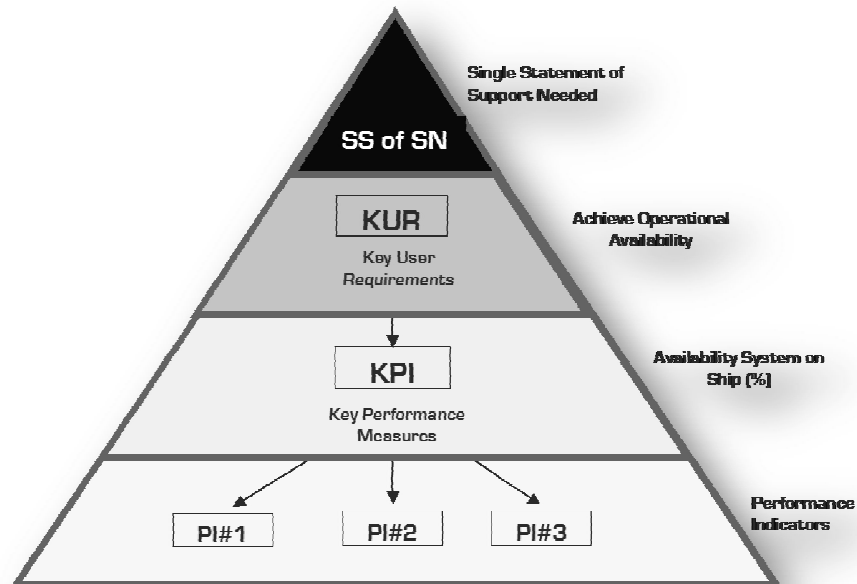 Single Statement of
Support Needed
SS of SN
KUR
Key User
Requirements
Achieve Operational
Availability
KPI
Key Performance
Measures
Availability System on
Ship (%)
PI#1
PI#2
PI#3
Performance
Indicators